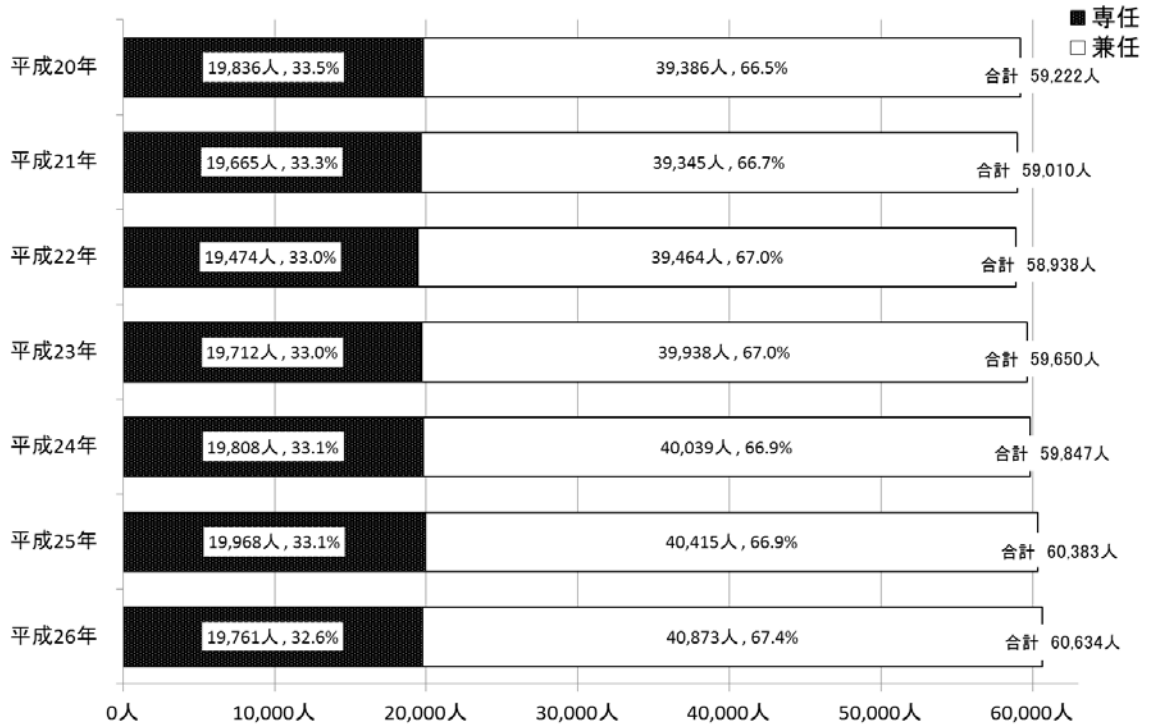 ■専任
□兼任
平成20年 19,836人 , 33.5% 39,386人 , 66.5% 合計 59,222人
平成21年 19,665人 , 33.3% 39,345人 , 66.7% 合計 59,010人
平成22年 19,474人 , 33.0% 39,464人 , 67.0% 合計 58,938人
平成23年 19,712人 , 33.0% 39,938人 , 67.0% 合計 59,650人
平成24年 19,808人 , 33.1% 40,039人 , 66.9% 合計 59,847人
平成25年 19,968人 , 33.1% 40,415人 , 66.9% 合計 60,383人
平成26年 19,761人 , 32.6% 40,873人 , 67.4% 合計 60,634人
0人 10,000人 20,000人 30,000人 40,000人 50,000人 60,000人